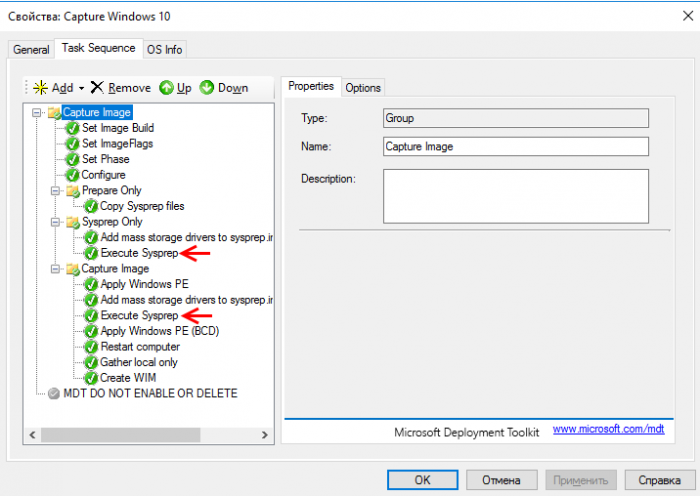 Свойства: Capture Windows 10
General
Task Sequence
OS Info
Add
Remove
Up
Down
Capture Image
Set Image Build
Set ImageFlags
Set Phase
Configure
Prepare Only
Copy Sysprep files
Sysprep Only
Add mass storage drivers to sysprep.ir
Execute Sysprep
Capture Image
Apply Windows PE
Add mass storage drivers to sysprep.ir
Execute Sysprep
Apply Windows PE (BCD)
Restart computer
Gather local only
Create WIM
MDT DO NOT ENABLE OR DELETE
Properties
Options
Type:
Group
Name:
Capture Image
Description:
Microsoft Deployment Toolkit
www.microsoft.com/mdt
OK
Отмена
Применить
Справка